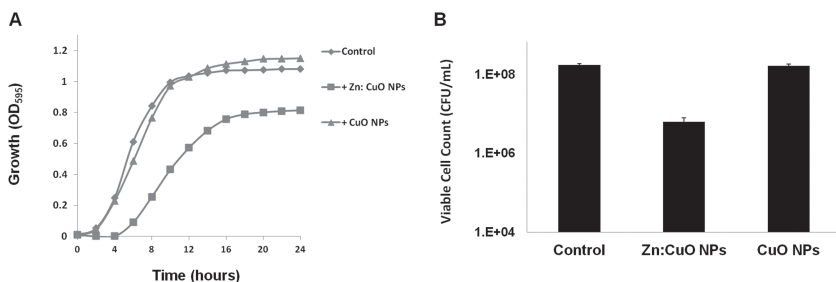 A
Growth (OD595)
1.2
1
0.8
0.6
0.4
0.2
0
0 4 8 12 16 20 24
Time (hours)
Control
+ Zn: CuO NPs
+ CuO NPs
B
Viable Cell Count (CFU/mL)
1.E+08
1.E+06
1.E+04
Control Zn:CuO NPs CuO NPs